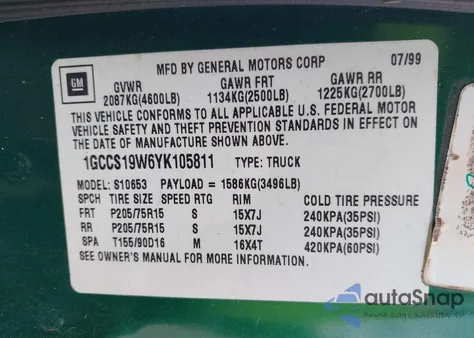 MFD BY GENERAL MOTORS CORP 07/99
GM
GVWR GAWR FRT GAWR RR
2087KG(4600LB) 1134KG(2500LB) 1225KG(2700LB)
THIS VEHICLE CONFORMS TO ALL APPLICABLE U.S. FEDERAL MOTOR
VEHICLE SAFETY AND THEFT PREVENTION STANDARDS IN EFFECT ON
THE DATE OF MANUFACTURE SHOWN ABOVE.
1GCCS19W6YK105811 TYPE: TRUCK
MODEL: S10653 PAYLOAD = 1586KG(3496LB)
SPCH TIRE SIZE SPEED RTG RIM COLD TIRE PRESSURE
FRT P205/75R15 S 15X7J 240KPA(35PSI)
RR P205/75R15 S 15X7J 240KPA(35PSI)
SPA T155/90D16 M 16X4T 420KPA(60PSI)
SEE OWNER'S MANUAL FOR MORE INFORMATION.
autoSnap